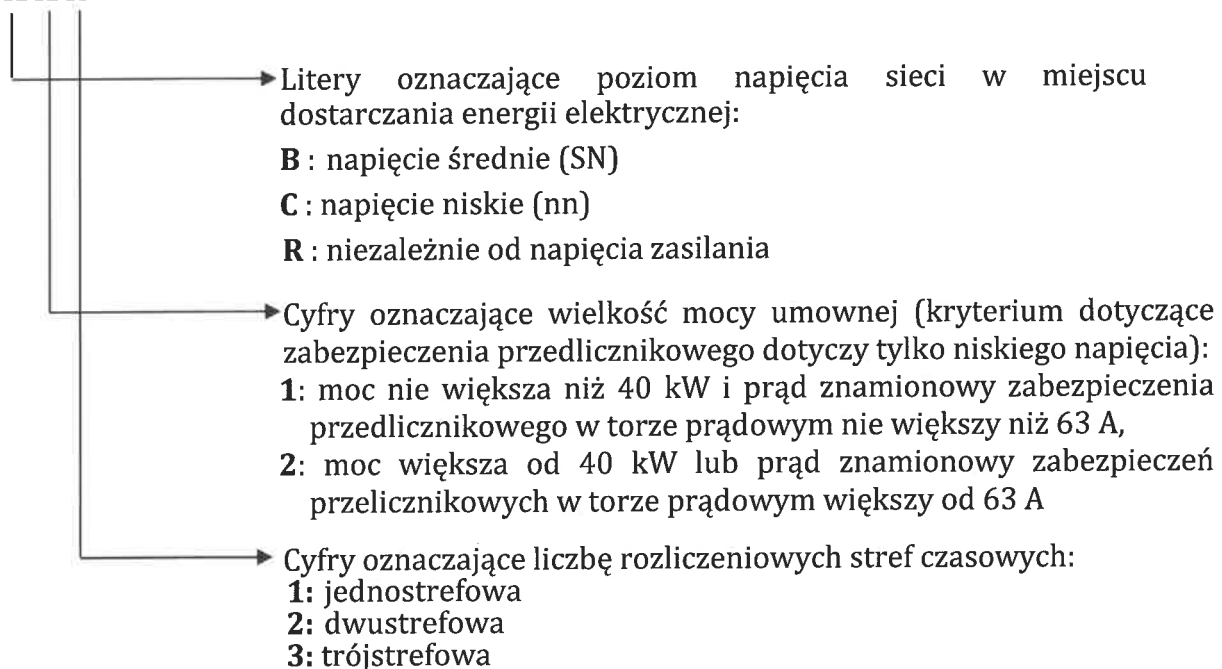 Litery oznaczające poziom napięcia sieci w miejscu
dostarczania energii elektrycznej:
B : napięcie średnie (SN)
C : napięcie niskie (nn)
R : niezależnie od napięcia zasilania
Cyfry oznaczające wielkość mocy umownej (kryterium dotyczące
zabezpieczenia przedlicznikowego dotyczy tylko niskiego napięcia):
1: moc nie większa niż 40 kW i prąd znamionowy zabezpieczenia
przedlicznikowego w torze prądowym nie większy niż 63 A,
2: moc większa od 40 kW lub prąd znamionowy zabezpieczeń
przelicznikowych w torze prądowym większy od 63 A
Cyfry oznaczające liczbę rozliczeniowych stref czasowych:
1: jednostrefowa
2: dwustrefowa
3: trójstrefowa